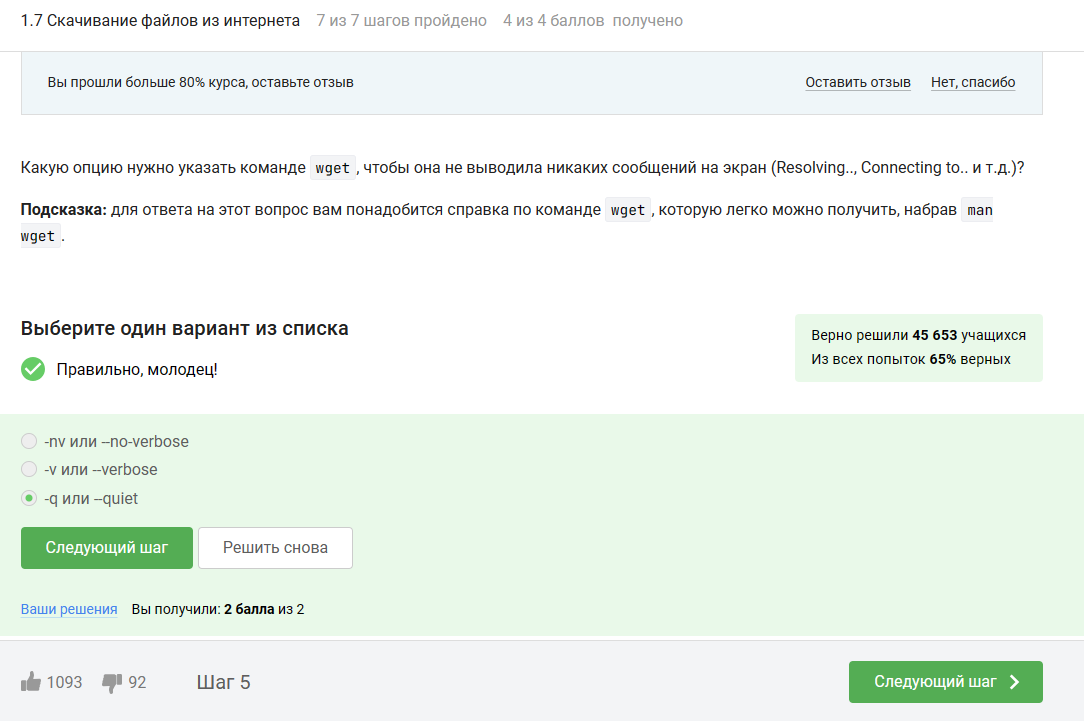 1.7 Скачивание файлов из интернета 7 из 7 шагов пройдено 4 из 4 баллов получено
Вы прошли больше 80% курса, оставьте отзыв Оставить отзыв Нет, спасибо
Какую опцию нужно указать команде wget, чтобы она не выводила никаких сообщений на экран (Resolving.., Connecting to.. и т.д.)?
Подсказка: для ответа на этот вопрос вам понадобится справка по команде wget, которую легко можно получить, набрав man
wget.
Выберите один вариант из списка
Верно решили 45 653 учащихся
Из всех попыток 65% верных
Правильно, молодец!
-nv или --no-verbose
-v или --verbose
-q или --quiet
Следующий шаг Решить снова
Ваши решения Вы получили: 2 балла из 2
1093 92 Шаг 5 Следующий шаг